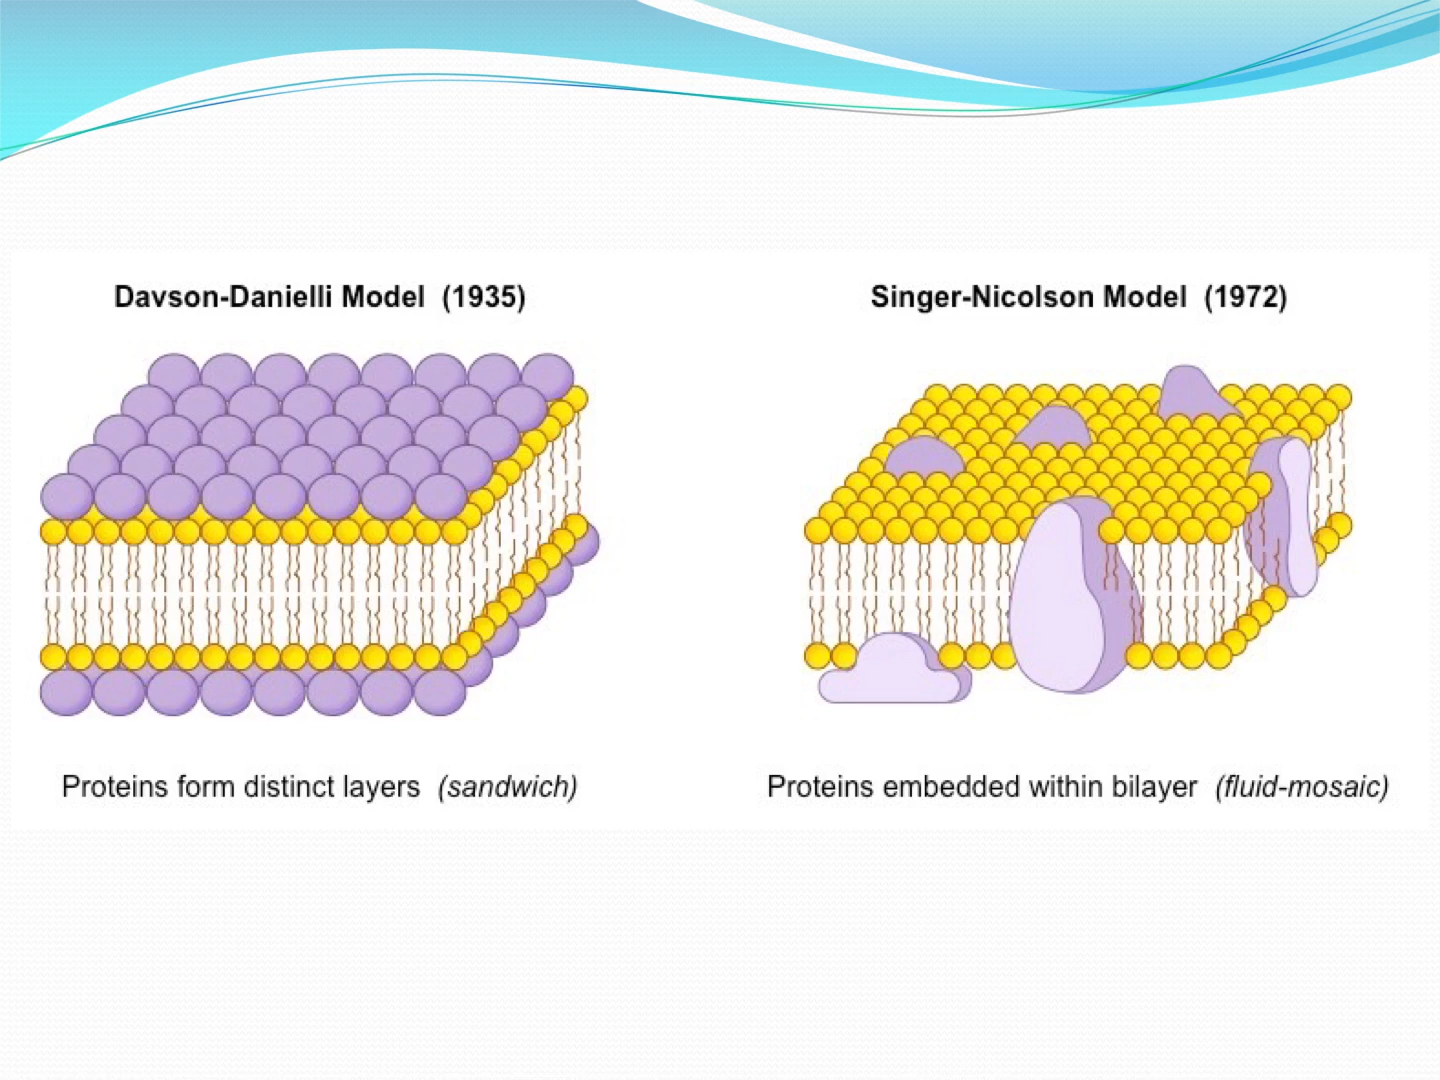 Davson-Danielli Model (1935)
Singer-Nicolson Model (1972)
Proteins form distinct layers (sandwich)
Proteins embedded within bilayer (fluid-mosaic)